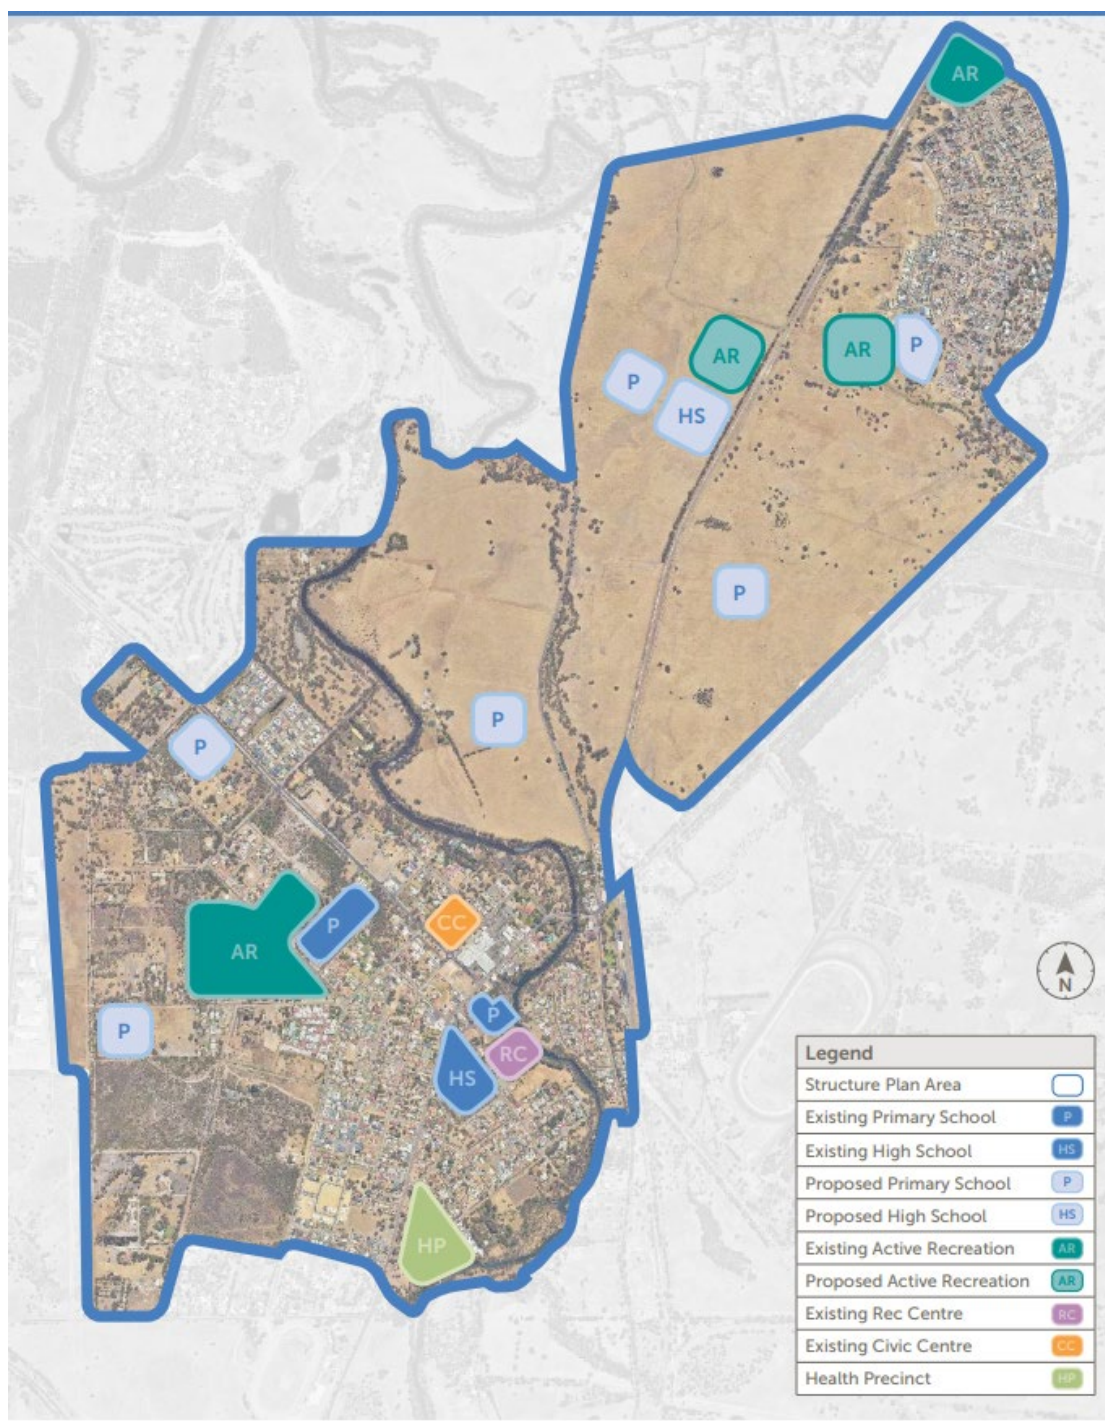 AR
AR
AR
P
P
HS
P
P
P
P
CC
AR
P
P
RC
HS
HP
N
Legend
Structure Plan Area
Existing Primary School P
Existing High School HS
Proposed Primary School P
Proposed High School HS
Existing Active Recreation AR
Proposed Active Recreation AR
Existing Rec Centre RC
Existing Civic Centre CC
Health Precinct HP